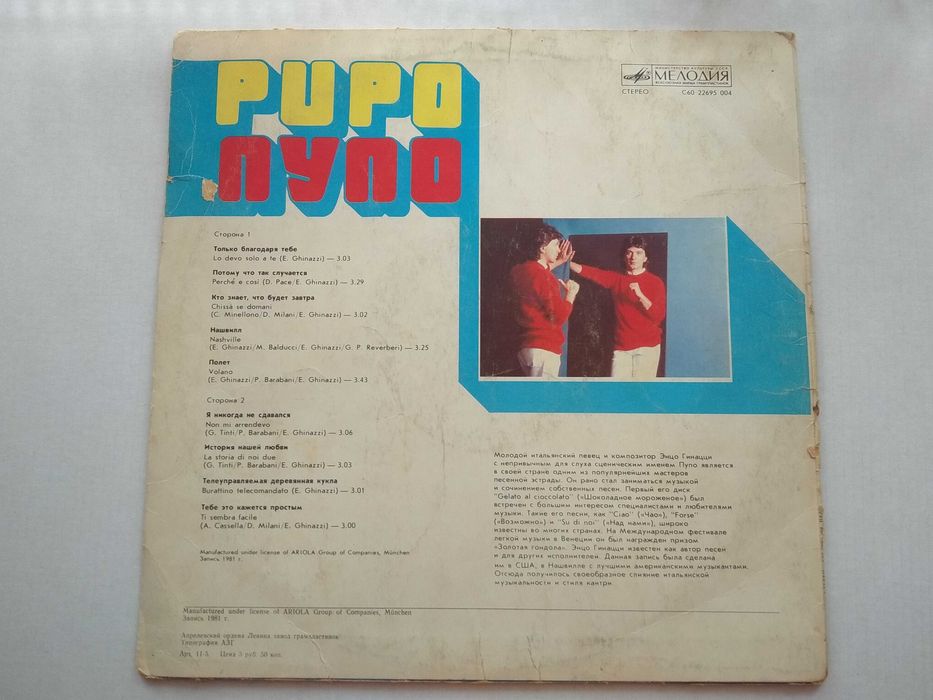 PUPO
ПУПО
МИНИСТЕРСТВО КУЛЬТУРЫ СССР
МЕЛОДИЯ
ВСЕСОЮЗНАЯ ФИРМА ГРАМПЛАСТИНОК
СТЕРЕО С60 22695 004
Сторона 1
Только благодаря тебе
Lo devo solo a te (E. Ghinazzi) — 3.03
Потому что так случается
Perche' e cosi (D. Pace/E. Ghinazzi) — 3.29
Кто знает, что будет завтра
Chissà se domani
(C. Minellono/D. Milani/E. Ghinazzi) — 3.02
Нашвилл
Nashville
(E. Ghinazzi/M. Balducci/E. Ghinazzi/G. P. Reverberi) — 3.25
Полет
Volano
(E. Ghinazzi/P. Barabani/E. Ghinazzi) — 3.43
Сторона 2
Я никогда не сдавался
Non mi arrendevo
(G. Tinti/P. Barabani/E. Ghinazzi) — 3.06
История нашей любви
La storia di noi due
(G. Tinti/P. Barabani/E. Ghinazzi) — 3.03
Телеуправляемая деревянная кукла
Burattino telecomandato (E. Ghinazzi) — 3.01
Тебе это кажется простым
Ti sembra facile
(A. Cassella/D. Milani/E. Ghinazzi) — 3.00
Manufactured under license of ARIOLA Group of Companies, München
Запись 1981 г.
Молодой итальянский певец и композитор Энцо Гинацци
с непривычным для слуха сценическим именем Пупо является
в своей стране одним из популярнейших мастеров
песенной эстрады. Он рано стал заниматься музыкой
и сочинением собственных песен. Первый его диск
"Gelato al cioccolato" («Шоколадное мороженое») был
встречен с большим интересом специалистами и любителями
музыки. Такие его песни, как "Ciao" («Чао»), "Forse"
(«Возможно») и "Su di noi" («Над нами»), широко
известны во многих странах. На Международном фестивале
легкой музыки в Венеции он был награжден призом
«Золотая гондола». Энцо Гинацци известен как автор песен
и для других исполнителей. Данная запись была сделана
им в США, в Нашвилле с лучшими американскими музыкантами.
Отсюда получилось своеобразное слияние итальянской
музыкальности и стиля кантри.
Manufactured under license of ARIOLA Group of Companies, München
Запись 1981 г.
Апрелевский ордена Ленина завод грампластинок
Типография АЗГ
Арт. 11-5. Цена 3 руб. 50 коп.